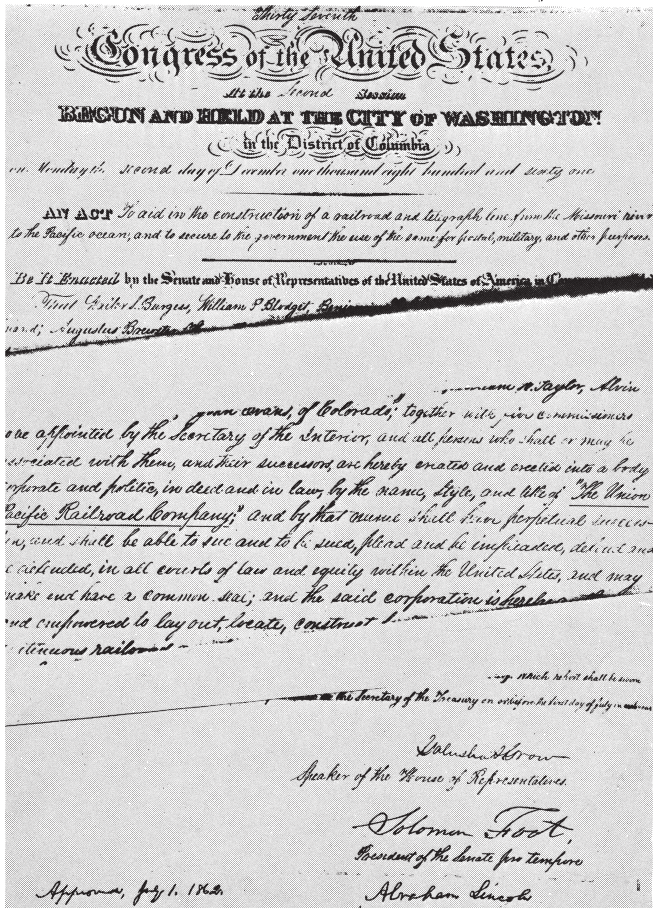 Thirty Seventh
Congress of the United States,
At the Second Session
BEGUN AND HELD AT THE CITY OF WASHINGTON
in the District of Columbia
on Monday the second day of December one thousand eight hundred and sixty one
AN ACT To aid in the construction of a railroad and telegraph line from the Missouri river
to the Pacific ocean, and to secure to the government the use of the same for postal, military, and other purposes.
Be It Enacted by the Senate and House of Representatives of the United States of America in
That Walter S. Burgess, William P. Blodget,
Augustus Brewster
Taylor, Alvin
Evans, of Colorado, together with five commissioners
appointed by the Secretary of the Interior, and all persons who shall or may be
associated with them, and their successors, are hereby created and erected into a body
corporate and politic, in deed and in law, by the name, style, and title of "The Union
Pacific Railroad Company;" and by that name shall have perpetual succes-
and shall be able to sue and to be sued, plead and be impleaded, defend and
defended, in all courts of law and equity within the United States, and may
make and have a common seal; and the said corporation is
and empowered to lay out, locate, construct
which report shall be sworn
the Secretary of the Treasury on or before the first day of July in
Galusha A Grow
Speaker of the House of Representatives.
Solomon Foot,
President of the Senate pro tempore
Approved, July 1. 1862.
Abraham Lincoln